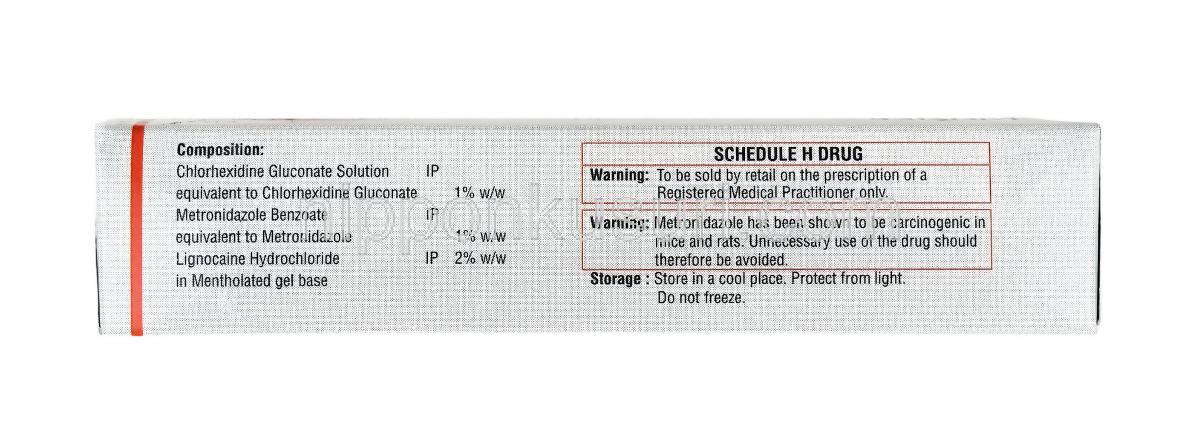 Composition:
Chlorhexidine Gluconate Solution IP
equivalent to Chlorhexidine Gluconate 1% w/w
Metronidazole Benzoate IP
equivalent to Metronidazole 1% w/w
Lignocaine Hydrochloride IP 2% w/w
in Mentholated gel base
SCHEDULE H DRUG
Warning: To be sold by retail on the prescription of a
Registered Medical Practitioner only.
Warning: Metronidazole has been shown to be carcinogenic in
mice and rats. Unnecessary use of the drug should
therefore be avoided.
Storage : Store in a cool place. Protect from light.
Do not freeze.
nipponkusuri.com